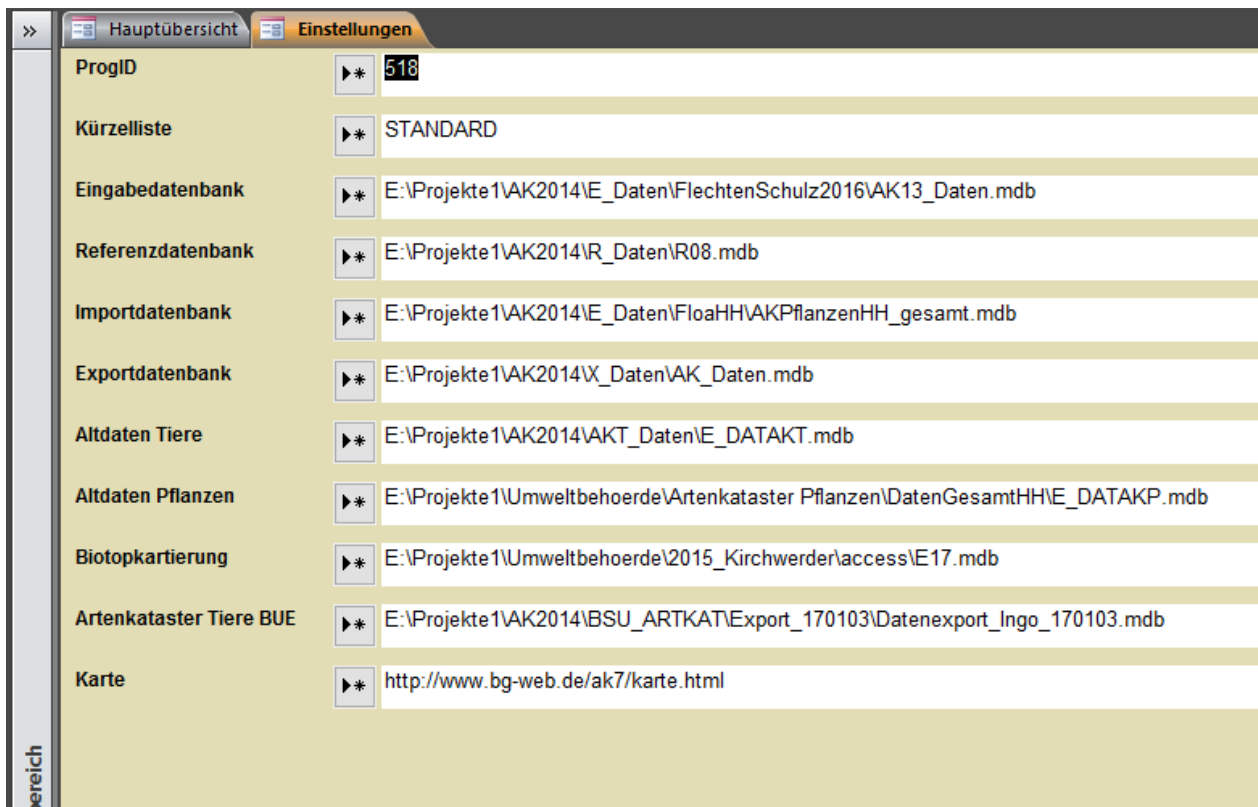 »
Hauptübersicht
Einstellungen
ProgID
518
Kürzelliste
STANDARD
Eingabedatenbank
E:\Projekte1\AK2014\E_Daten\FlechtenSchulz2016\AK13_Daten.mdb
Referenzdatenbank
E:\Projekte1\AK2014\R_Daten\R08.mdb
Importdatenbank
E:\Projekte1\AK2014\E_Daten\FloaHH\AKPflanzenHH_gesamt.mdb
Exportdatenbank
E:\Projekte1\AK2014\X_Daten\AK_Daten.mdb
Altdaten Tiere
E:\Projekte1\AK2014\AKT_Daten\E_DATAKT.mdb
Altdaten Pflanzen
E:\Projekte1\Umweltbehoerde\Artenkataster Pflanzen\DatenGesamtHH\E_DATAKP.mdb
Biotopkartierung
E:\Projekte1\Umweltbehoerde\2015_Kirchwerder\access\E17.mdb
Artenkataster Tiere BUE
E:\Projekte1\AK2014\BSU_ARTKAT\Export_170103\Datenexport_Ingo_170103.mdb
Karte
http://www.bg-web.de/ak7/karte.html
ereich